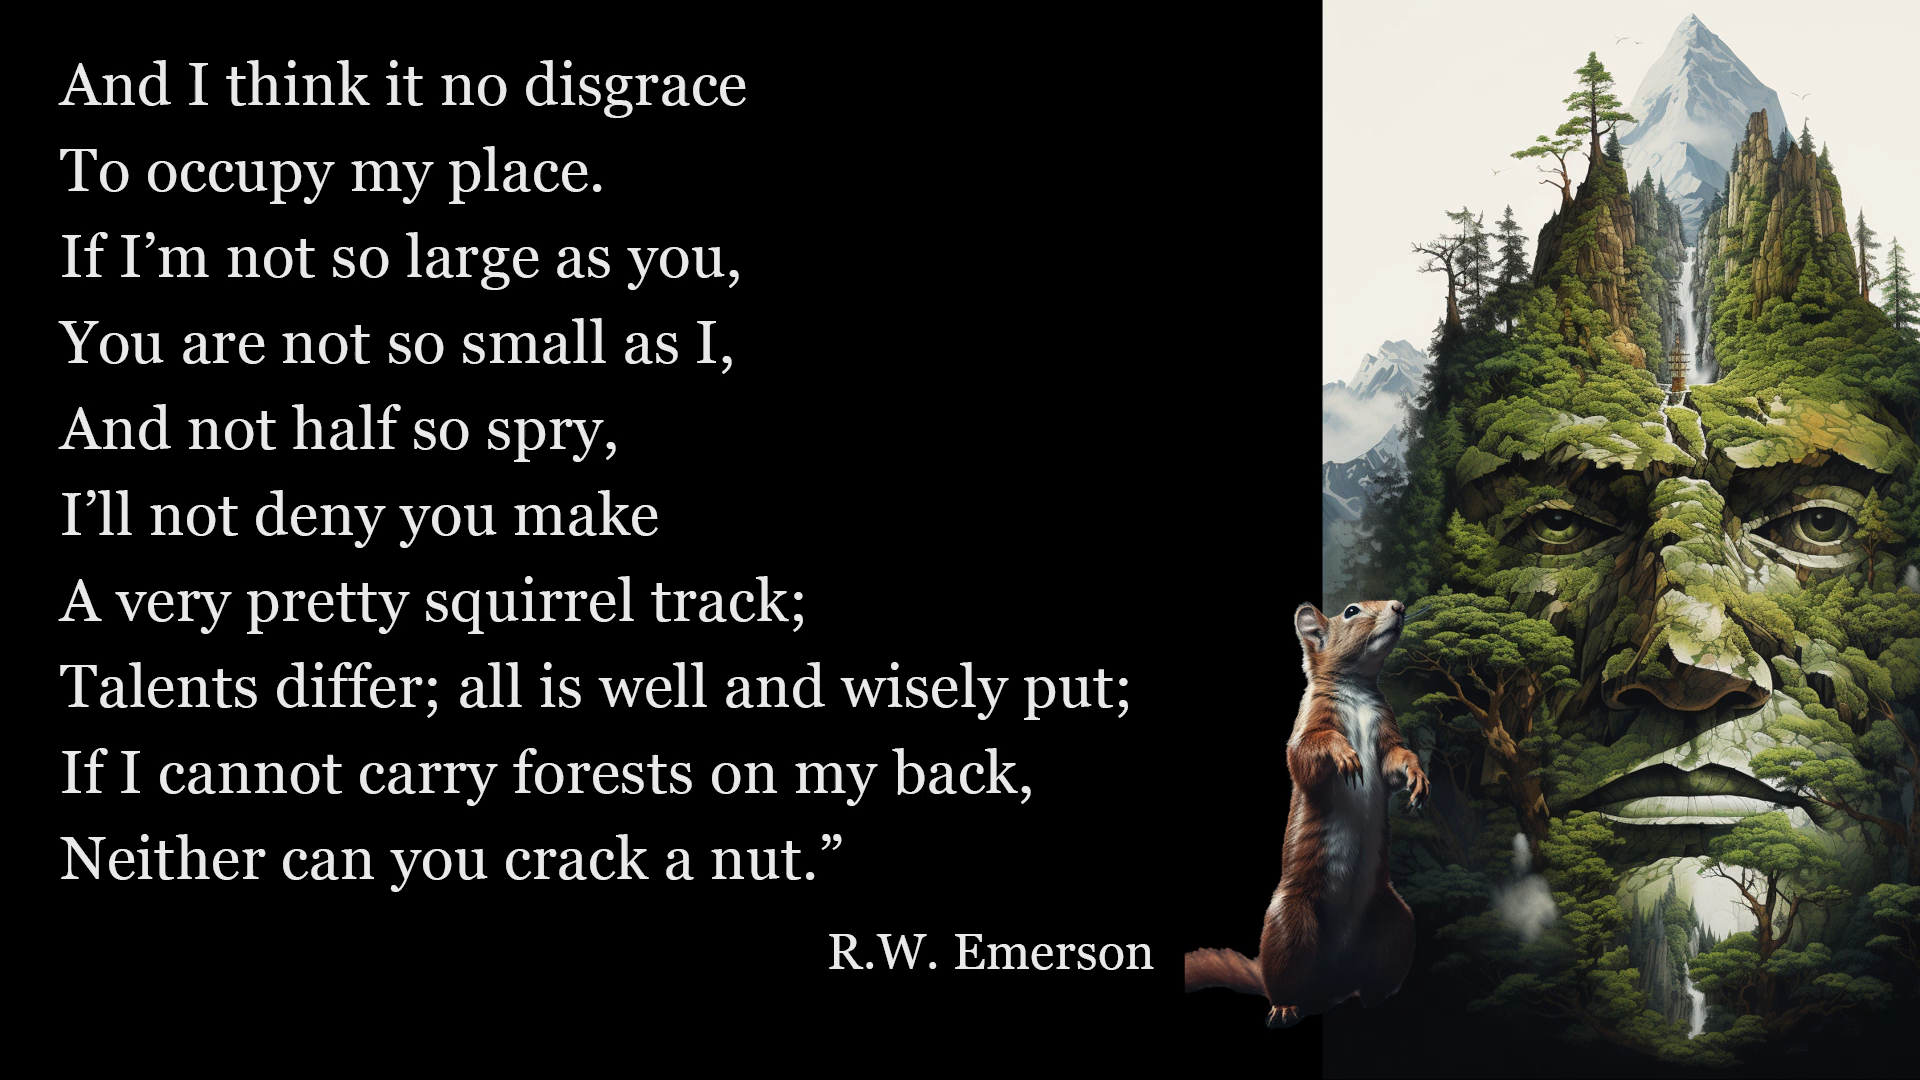 And I think it no disgrace
To occupy my place.
If I’m not so large as you,
You are not so small as I,
And not half so spry,
I’ll not deny you make
A very pretty squirrel track;
Talents differ; all is well and wisely put;
If I cannot carry forests on my back,
Neither can you crack a nut.”
R.W. Emerson